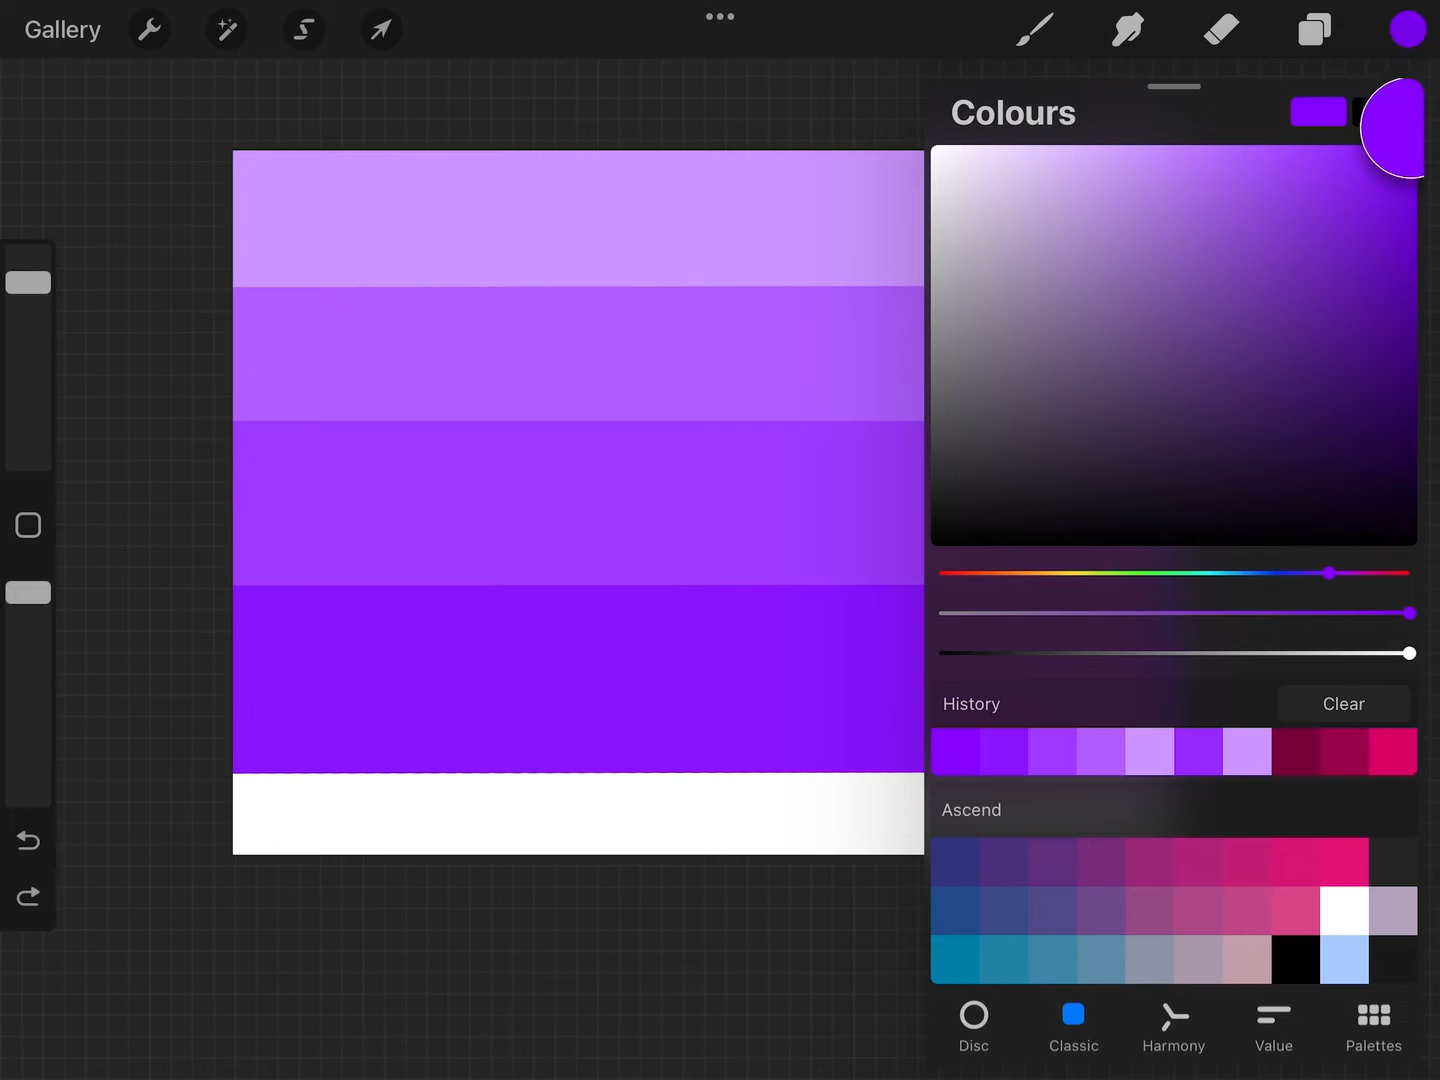 Gallery
Colours
History
Clear
Ascend
Disc
Classic
Harmony
Value
Palettes